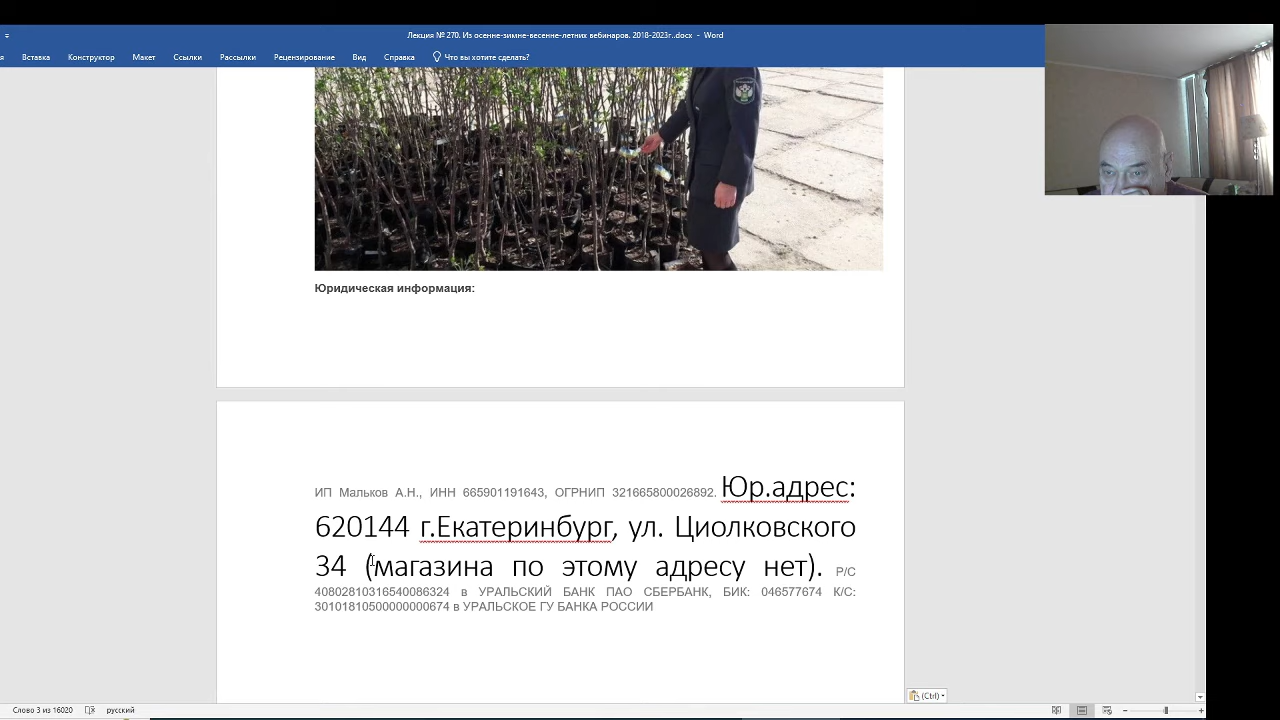 Лекция № 270. Из осенне-зимне-весенне-летних вебинаров. 2018-2023г..docx - Word
я Вставка Конструктор Макет Ссылки Рассылки Рецензирование Вид Справка Что вы хотите сделать?
Юридическая информация:
ИП Мальков А.Н., ИНН 665901191643, ОГРНИП 321665800026892. Юр.адрес:
620144 г.Екатеринбург, ул. Циолковского
34 (магазина по этому адресу нет). Р/С
40802810316540086324 в УРАЛЬСКИЙ БАНК ПАО СБЕРБАНК, БИК: 046577674 К/С:
30101810500000000674 в УРАЛЬСКОЕ ГУ БАНКА РОССИИ
(Ctrl)
Слово 3 из 16020 русский